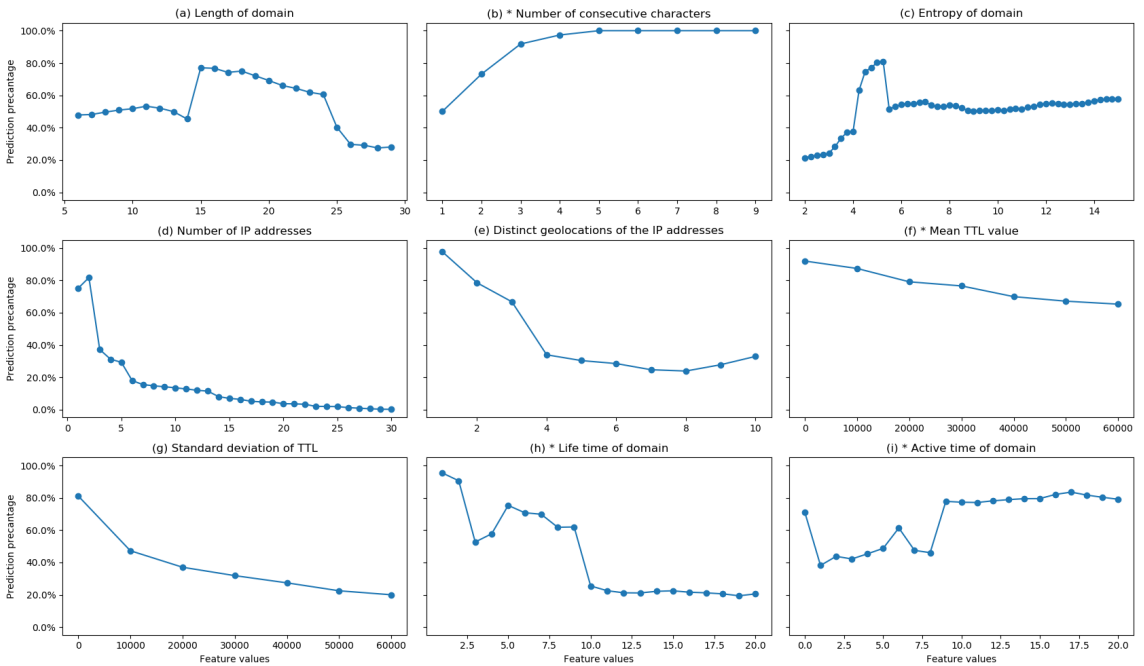 (a) Length of domain
(b) * Number of consecutive characters
(c) Entropy of domain
Prediction precantage
100.0%
80.0%
60.0%
40.0%
20.0%
0.0%
5 10 15 20 25 30
1 2 3 4 5 6 7 8 9
2 4 6 8 10 12 14
(d) Number of IP addresses
(e) Distinct geolocations of the IP addresses
(f) * Mean TTL value
Prediction precantage
100.0%
80.0%
60.0%
40.0%
20.0%
0.0%
0 5 10 15 20 25 30
2 4 6 8 10
0 10000 20000 30000 40000 50000 60000
(g) Standard deviation of TTL
(h) * Life time of domain
(i) * Active time of domain
Prediction precantage
100.0%
80.0%
60.0%
40.0%
20.0%
0.0%
0 10000 20000 30000 40000 50000 60000
2.5 5.0 7.5 10.0 12.5 15.0 17.5 20.0
0.0 2.5 5.0 7.5 10.0 12.5 15.0 17.5 20.0
Feature values
Feature values
Feature values